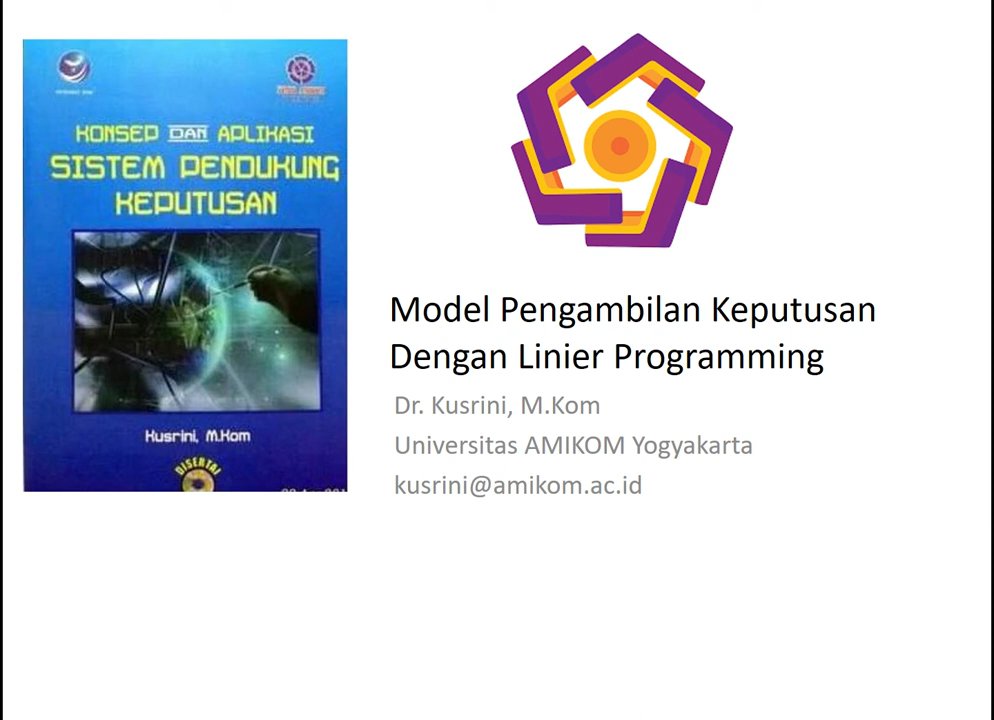 KONSEP DAN APLIKASI
SISTEM PENDUKUNG
KEPUTUSAN
Kusrini, M.Kom
DISERTAI
Model Pengambilan Keputusan
Dengan Linier Programming
Dr. Kusrini, M.Kom
Universitas AMIKOM Yogyakarta
kusrini@amikom.ac.id